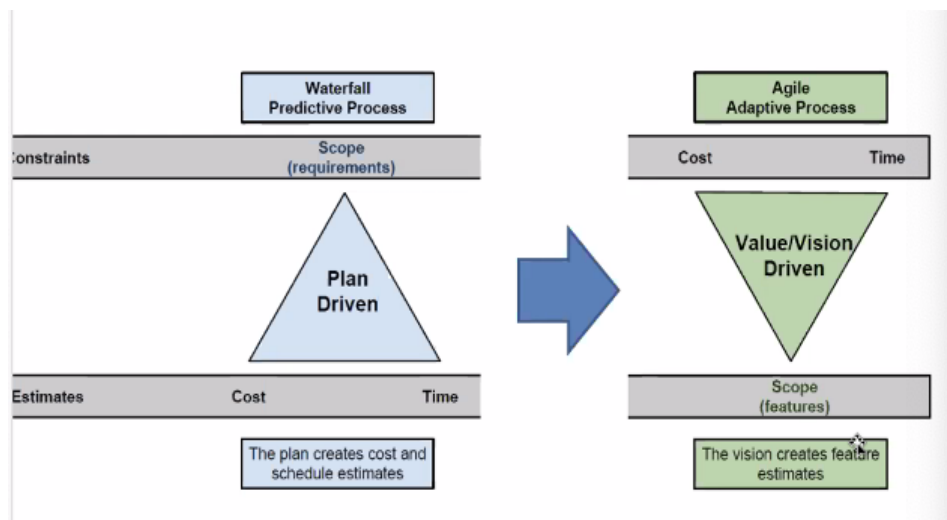 Waterfall
Predictive Process
Agile
Adaptive Process
Constraints
Scope
(requirements)
Cost
Time
Plan
Driven
Value/Vision
Driven
Estimates
Cost
Time
Scope
(features)
The plan creates cost and
schedule estimates
The vision creates feature
estimates